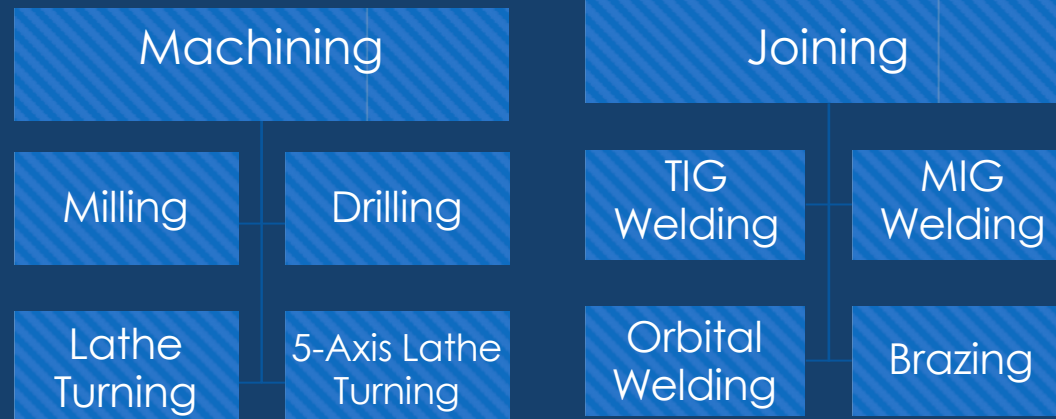 Machining
Milling
Drilling
Lathe
Turning
5-Axis Lathe
Turning
Joining
TIG
Welding
MIG
Welding
Orbital
Welding
Brazing